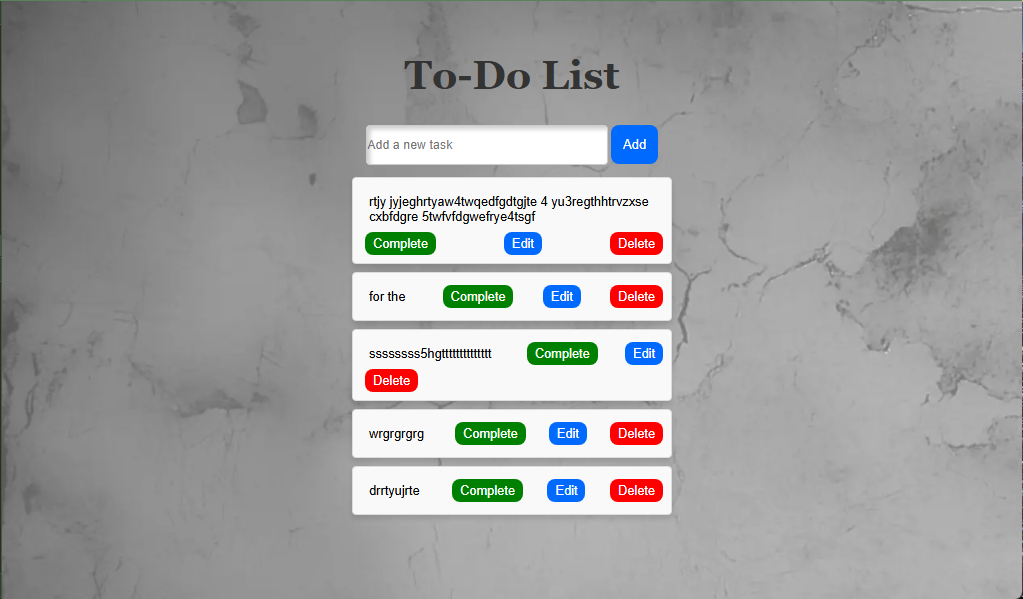 To-Do List
Add a new task Add
rtjy jyjeghrtyaw4twqedfgdtgjte 4 yu3regthhtrvzxse
cxbfdgre 5twfvfdgwefrye4tsgf
Complete Edit Delete
for the Complete Edit Delete
ssssssss5hgtttttttttttttt Complete Edit
Delete
wrgrgrgrg Complete Edit Delete
drrtyujrte Complete Edit Delete